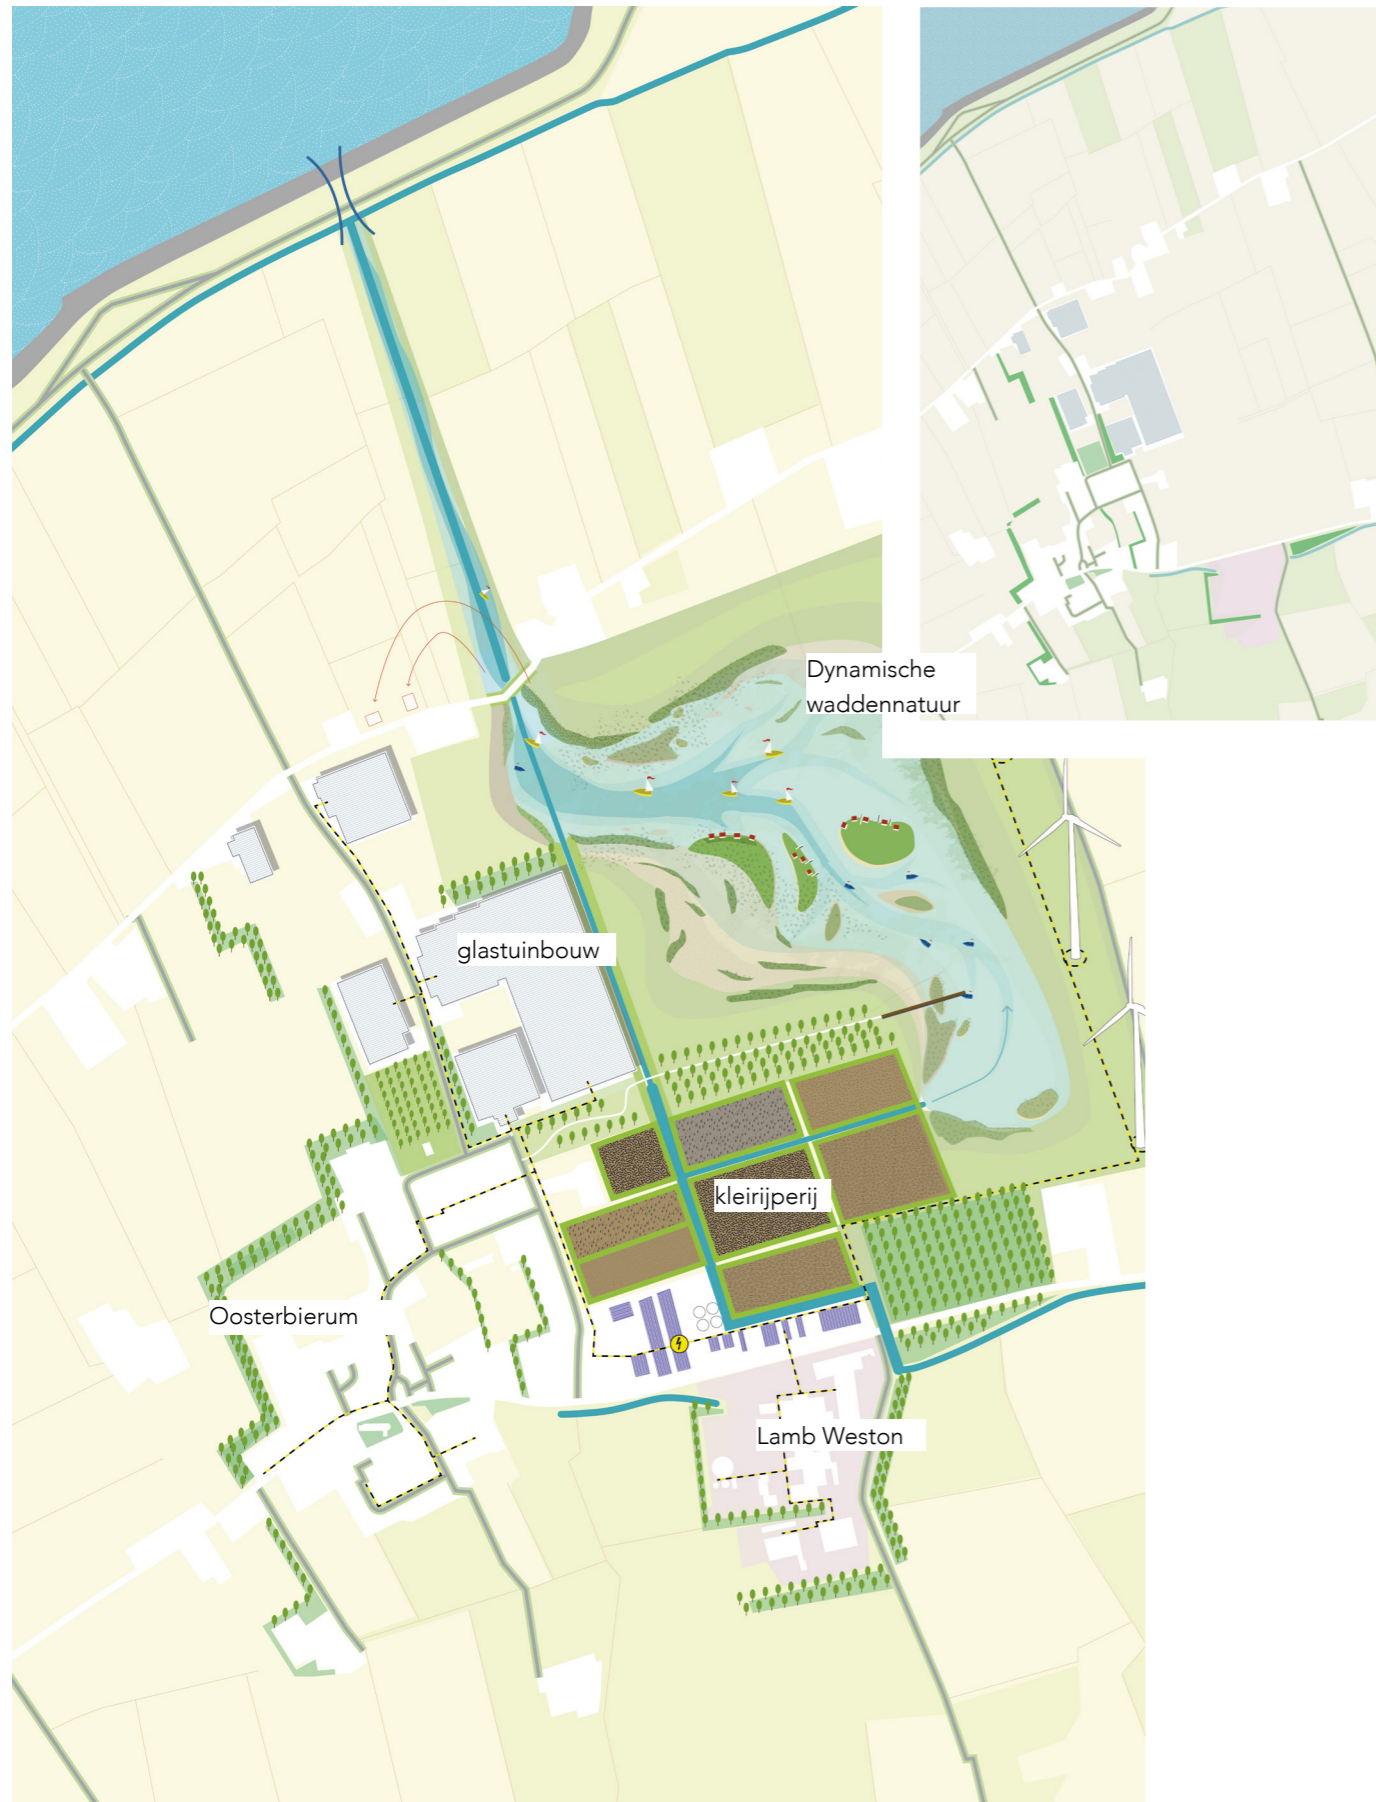 Dynamische
waddennatuur
glastuinbouw
kleirijperij
Oosterbierum
Lamb Weston